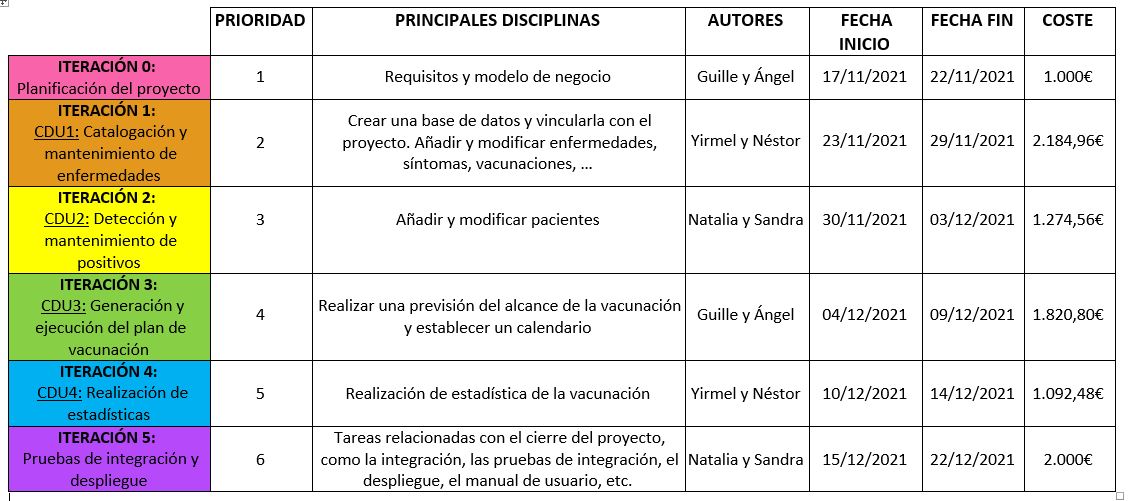 PRIORIDAD PRINCIPALES DISCIPLINAS AUTORES FECHA INICIO FECHA FIN COSTE
ITERACIÓN 0:
Planificación del proyecto
1
Requisitos y modelo de negocio
Guille y Ángel
17/11/2021
22/11/2021
1.000€
ITERACIÓN 1:
CDU1: Catalogación y
mantenimiento de
enfermedades
2
Crear una base de datos y vincularla con el
proyecto. Añadir y modificar enfermedades,
síntomas, vacunaciones, ...
Yirmel y Néstor
23/11/2021
29/11/2021
2.184,96€
ITERACIÓN 2:
CDU2: Detección y
mantenimiento de
positivos
3
Añadir y modificar pacientes
Natalia y Sandra
30/11/2021
03/12/2021
1.274,56€
ITERACIÓN 3:
CDU3: Generación y
ejecución del plan de
vacunación
4
Realizar una previsión del alcance de la vacunación
y establecer un calendario
Guille y Ángel
04/12/2021
09/12/2021
1.820,80€
ITERACIÓN 4:
CDU4: Realización de
estadísticas
5
Realización de estadística de la vacunación
Yirmel y Néstor
10/12/2021
14/12/2021
1.092,48€
ITERACIÓN 5:
Pruebas de integración y
despliegue
6
Tareas relacionadas con el cierre del proyecto,
como la integración, las pruebas de integración, el
despliegue, el manual de usuario, etc.
Natalia y Sandra
15/12/2021
22/12/2021
2.000€